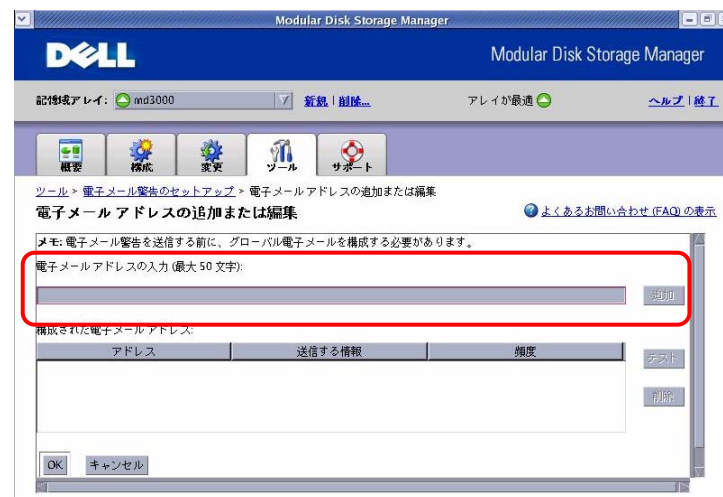 Modular Disk Storage Manager
DELL Modular Disk Storage Manager
記憶域アレイ: md3000 新規 | 削除... アレイが最適 ヘルプ | 終了
概要 構成 変更 ツール サポート
ツール > 電子メール警告のセットアップ > 電子メール アドレスの追加または編集
電子メール アドレスの追加または編集 よくあるお問い合わせ (FAQ) の表示
メモ: 電子メール警告を送信する前に、グローバル電子メールを構成する必要があります。
電子メール アドレスの入力 (最大 50 文字):
追加
構成された電子メール アドレス:
アドレス 送信する情報 頻度
テスト
削除
OK キャンセル